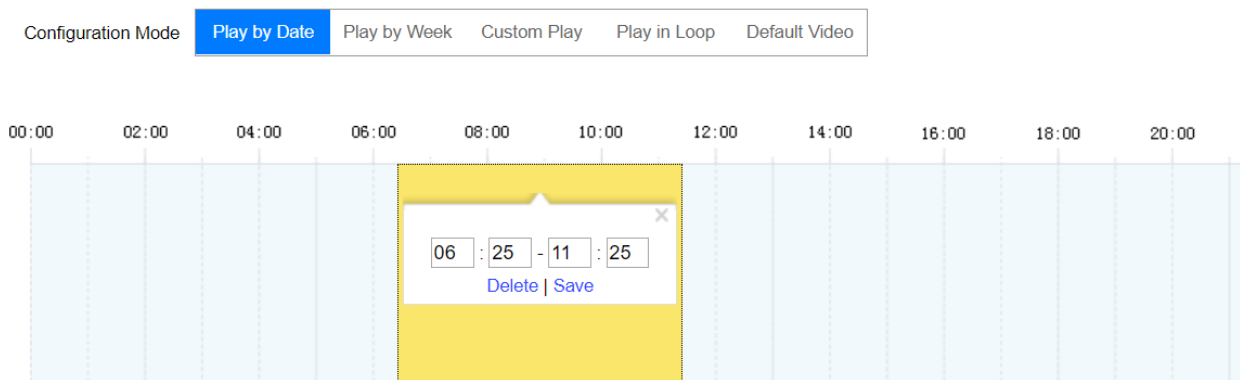 Configuration Mode Play by Date Play by Week Custom Play Play in Loop Default Video
00:00 02:00 04:00 06:00 08:00 10:00 12:00 14:00 16:00 18:00 20:00
×
06 : 25 - 11 : 25
Delete | Save